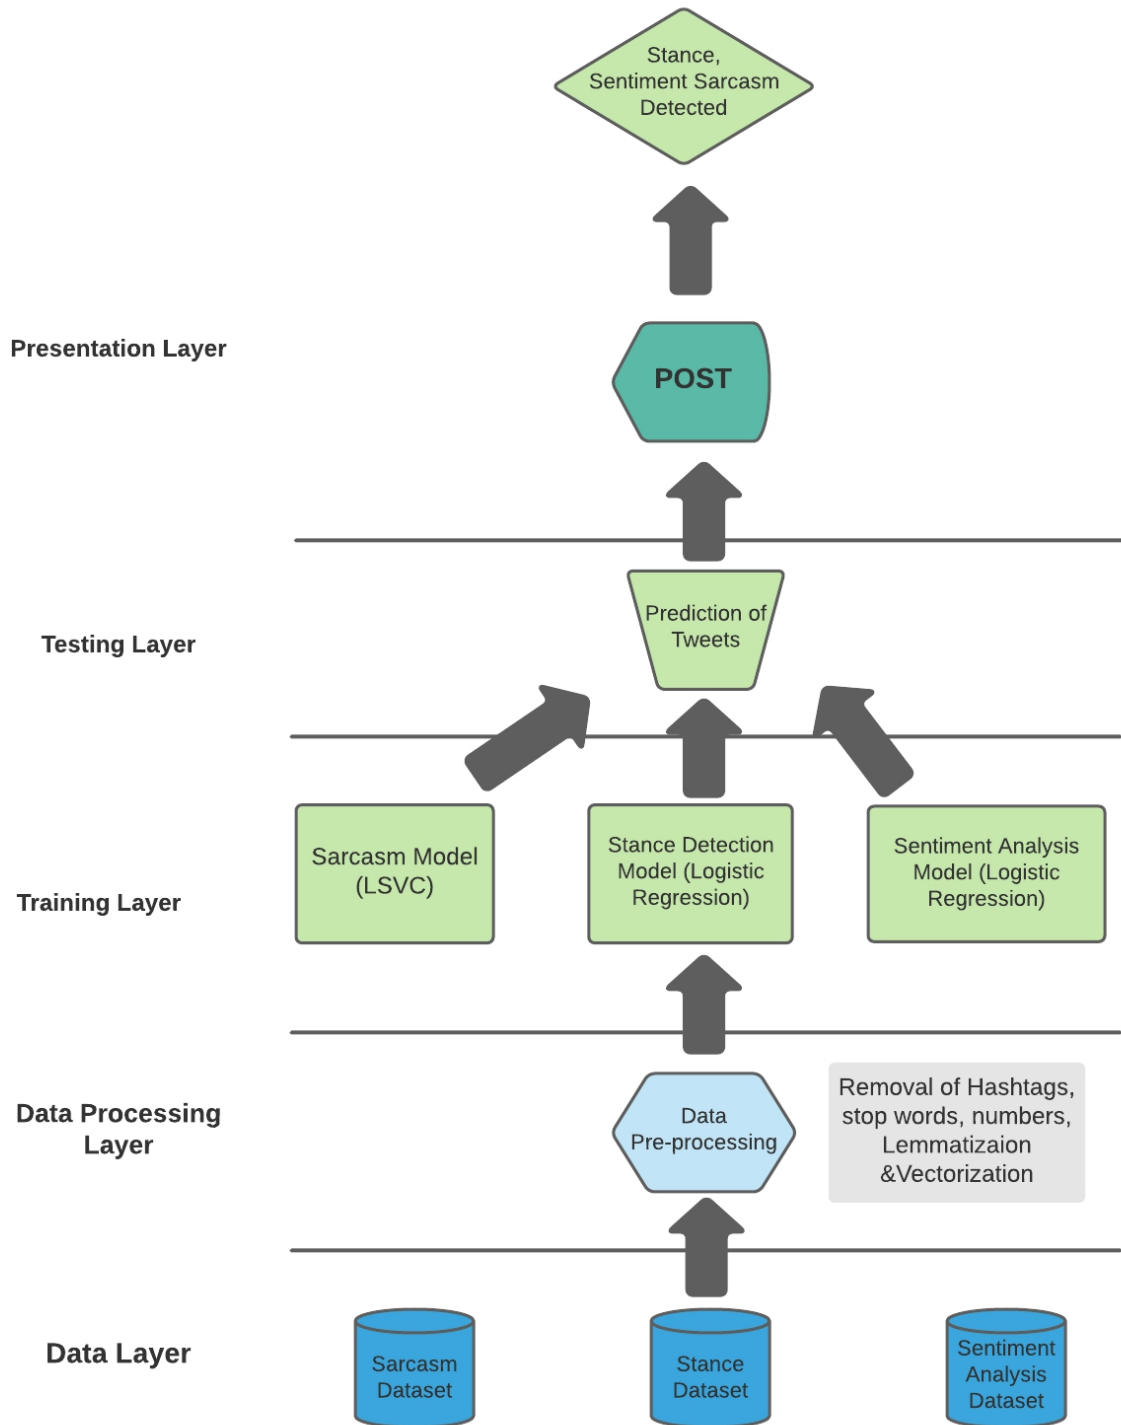 Stance,
Sentiment Sarcasm
Detected
Presentation Layer
POST
Testing Layer
Prediction of
Tweets
Training Layer
Sarcasm Model
(LSVC)
Stance Detection
Model (Logistic
Regression)
Sentiment Analysis
Model (Logistic
Regression)
Data Processing
Layer
Data
Pre-processing
Removal of Hashtags,
stop words, numbers,
Lemmatizaion
&Vectorization
Data Layer
Sarcasm
Dataset
Stance
Dataset
Sentiment
Analysis
Dataset